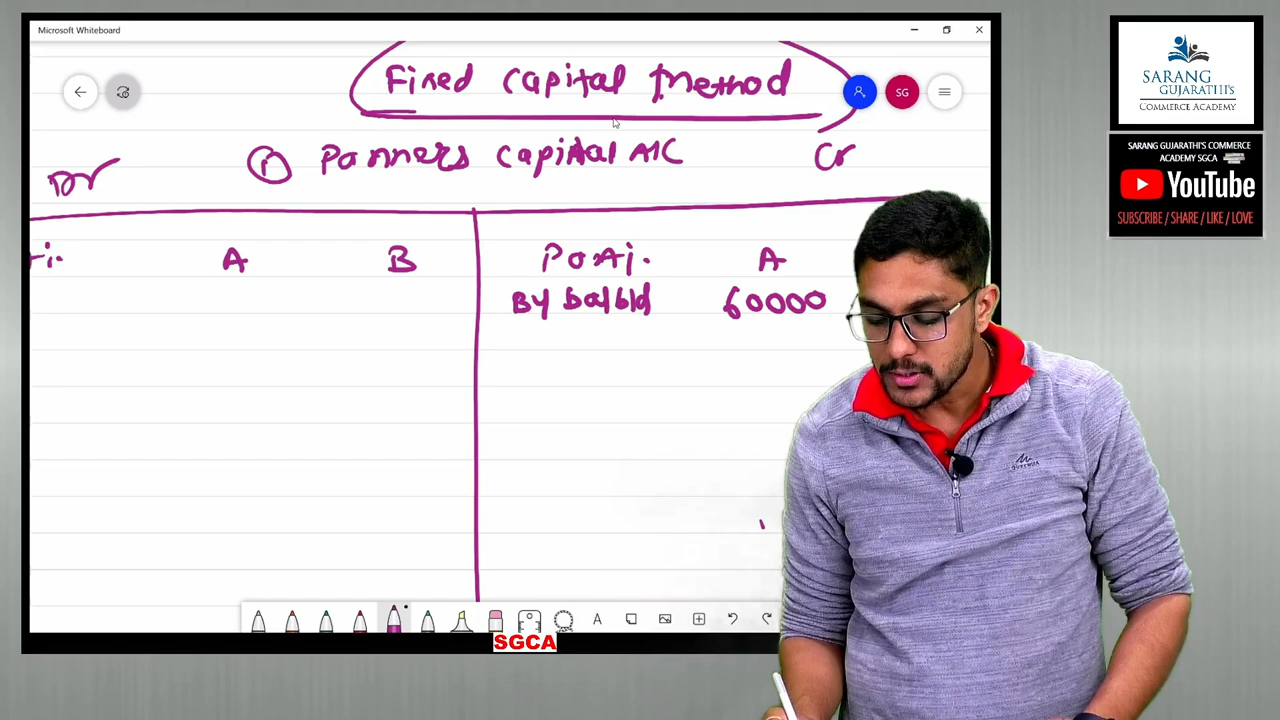 Microsoft Whiteboard
Fixed capital Method
SG
Dr
① Partners capital A/C
Cr
A
B
Parti.
A
By bal b/d
60000
SGCA
SARANG
GUJARATHI'S
COMMERCE ACADEMY
SARANG GUJARATHI'S COMMERCE
ACADEMY SGCA
YouTube
SUBSCRIBE / SHARE / LIKE / LOVE